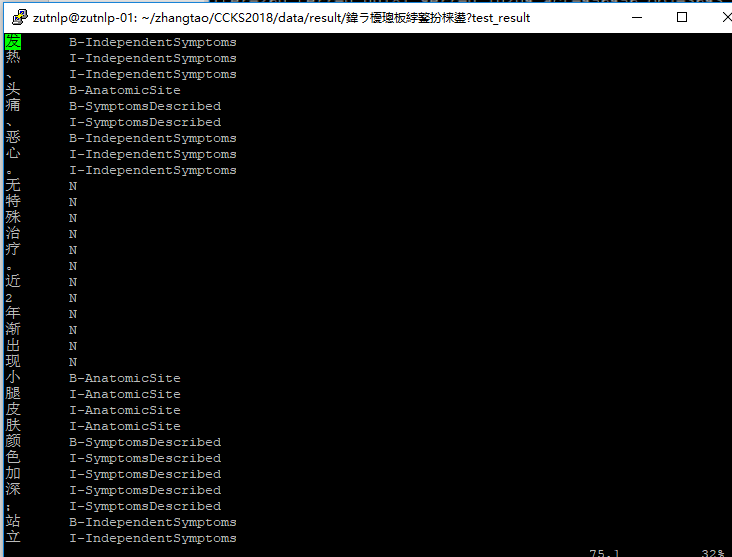 zutnlp@zutnlp-01: ~/zhangtao/CCKS2018/data/result/鍏ラ櫌璁板綍鐜扮梾鍙?test_result
发 B-IndependentSymptoms
热 I-IndependentSymptoms
、 I-IndependentSymptoms
头 B-AnatomicSite
痛 B-SymptomsDescribed
、 I-SymptomsDescribed
恶 B-IndependentSymptoms
心 I-IndependentSymptoms
。 I-IndependentSymptoms
无 N
特 N
殊 N
治 N
疗 N
。 N
近 N
2 N
年 N
渐 N
出 N
现 N
小 B-AnatomicSite
腿 I-AnatomicSite
皮 I-AnatomicSite
肤 I-AnatomicSite
颜 B-SymptomsDescribed
色 I-SymptomsDescribed
加 I-SymptomsDescribed
深 I-SymptomsDescribed
; I-SymptomsDescribed
站 B-IndependentSymptoms
立 I-IndependentSymptoms
75,1 32%